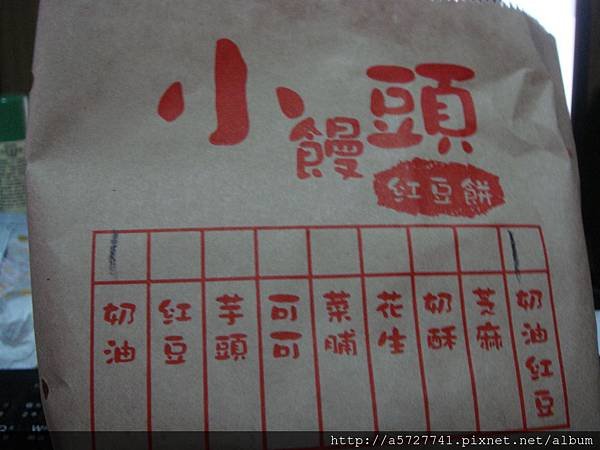 小饅頭
紅豆餅
奶油
紅豆
芋頭
可可
菜脯
花生
奶酥
芝麻
奶油紅豆
http://a5727741.pixnet.net/album